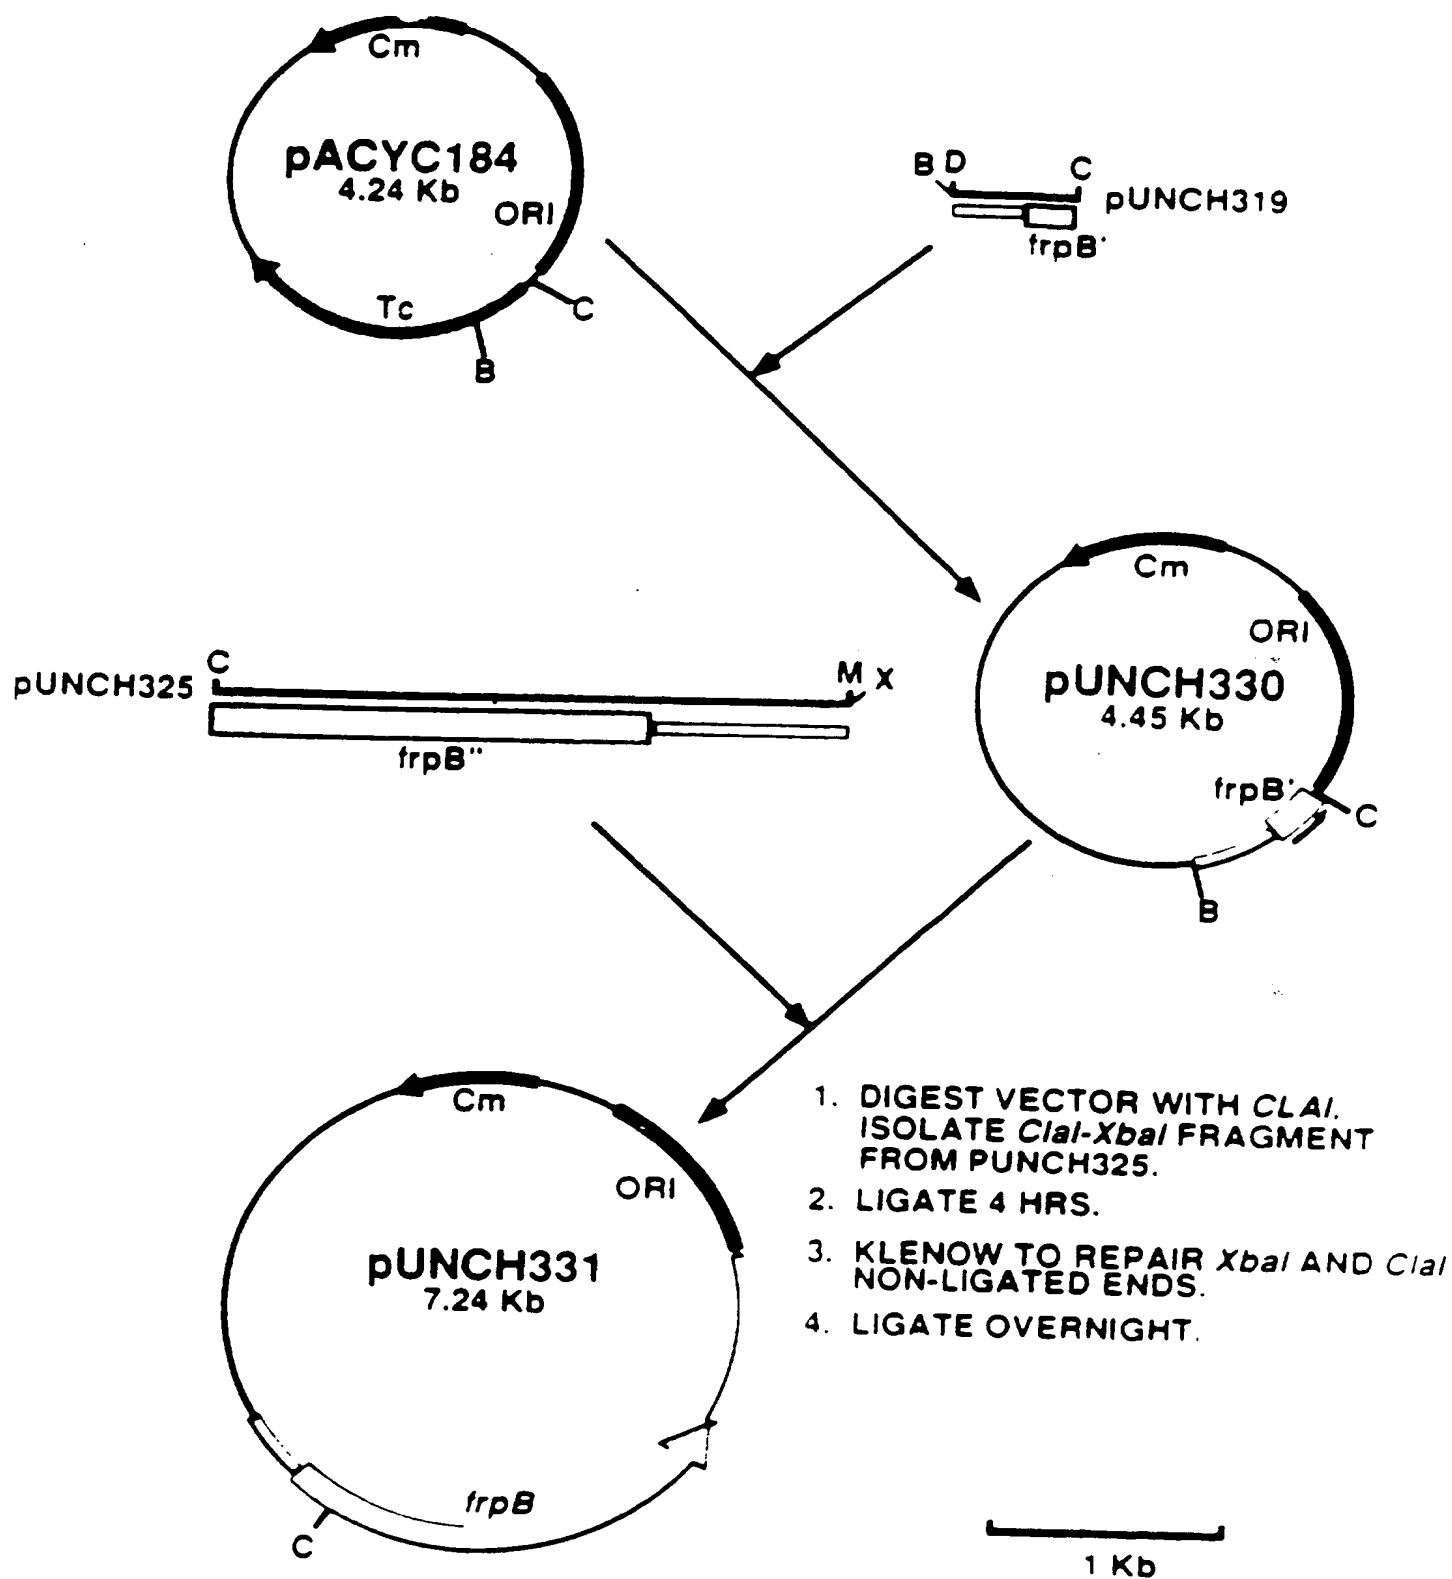 Cm
pACYC184
4.24 Kb
ORI
Tc
C
B
B D C
pUNCH319
frpB'
Cm
ORI
pUNCH330
4.45 Kb
frpB'
C
B
C M X
pUNCH325
frpB"
Cm
ORI
pUNCH331
7.24 Kb
frpB
C
1. DIGEST VECTOR WITH CLAI.
ISOLATE ClaI-XbaI FRAGMENT
FROM PUNCH325.
2. LIGATE 4 HRS.
3. KLENOW TO REPAIR XbaI AND ClaI
NON-LIGATED ENDS.
4. LIGATE OVERNIGHT.
1 Kb